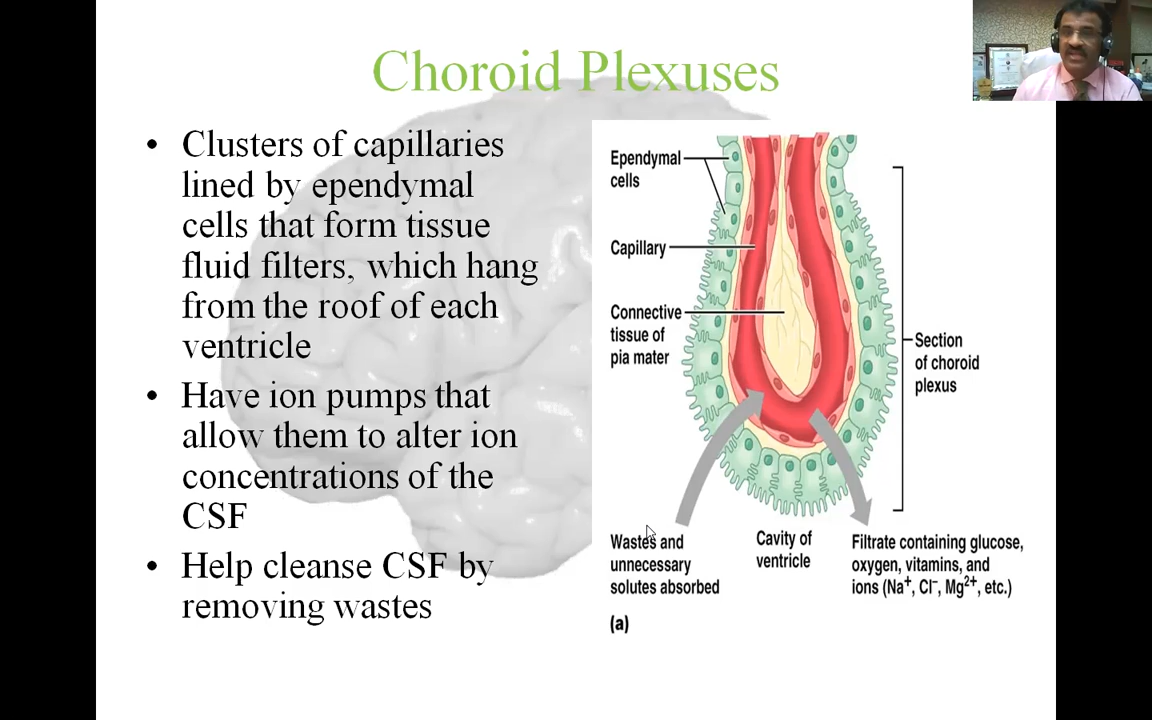 Choroid Plexuses
• Clusters of capillaries
lined by ependymal
cells that form tissue
fluid filters, which hang
from the roof of each
ventricle
• Have ion pumps that
allow them to alter ion
concentrations of the
CSF
• Help cleanse CSF by
removing wastes
Ependymal
cells
Capillary
Connective
tissue of
pia mater
Section
of choroid
plexus
Wastes and
unnecessary
solutes absorbed
Cavity of
ventricle
Filtrate containing glucose,
oxygen, vitamins, and
ions (Na⁺, Cl⁻, Mg²⁺, etc.)
(a)